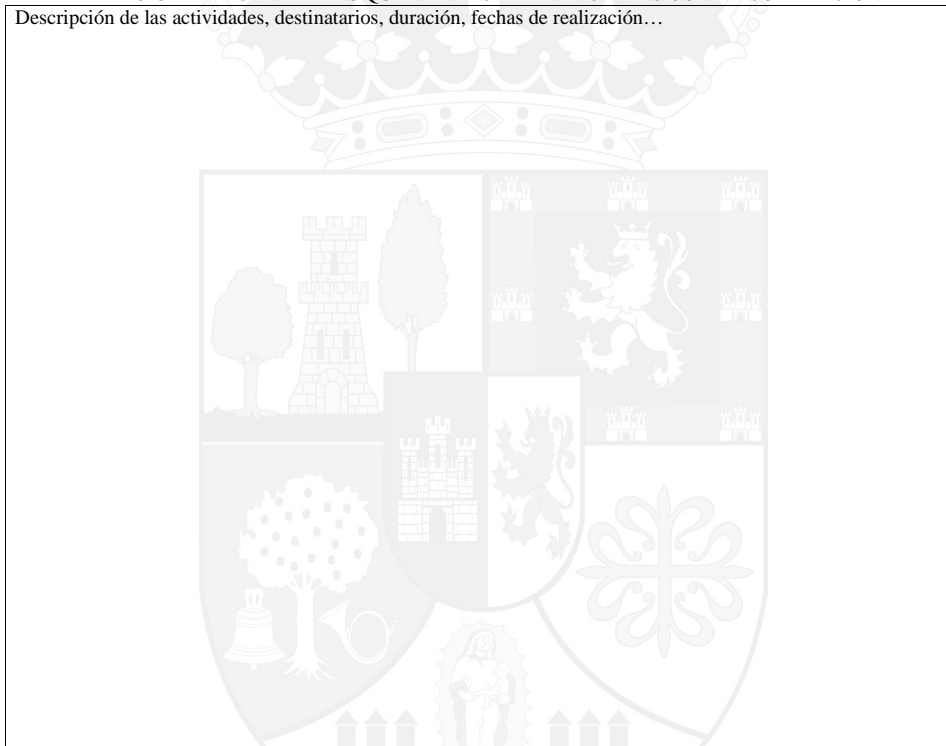 Descripción de las actividades, destinatarios, duración, fechas de realización…